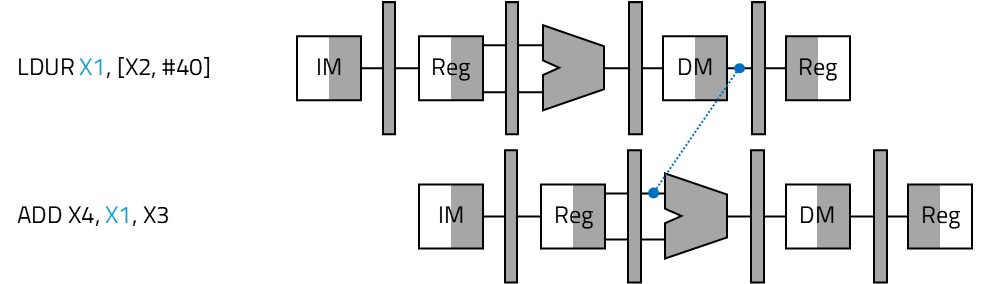 LDUR X1, [X2, #40] IM Reg DM Reg
ADD X4, X1, X3 IM Reg DM Reg